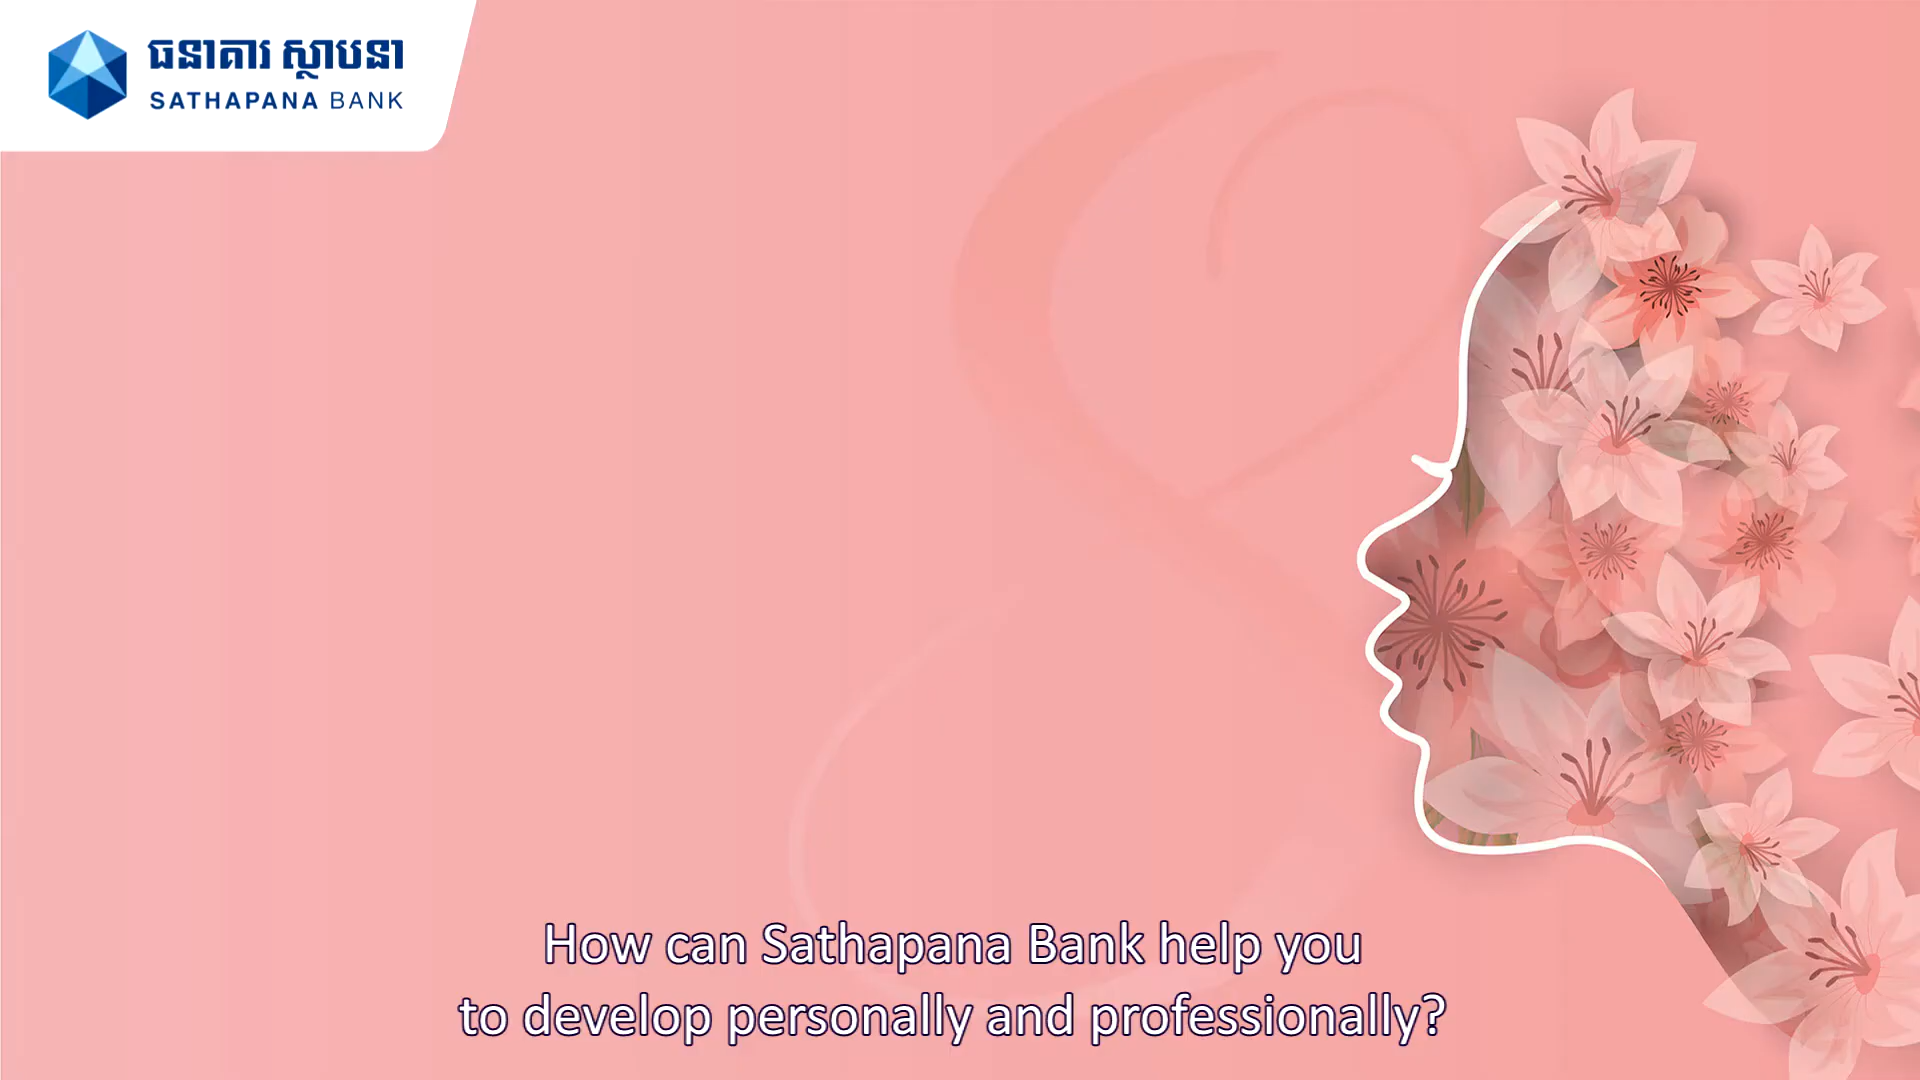 ធនាគារ ស្ថាបនា
SATHAPANA BANK
How can Sathapana Bank help you
to develop personally and professionally?